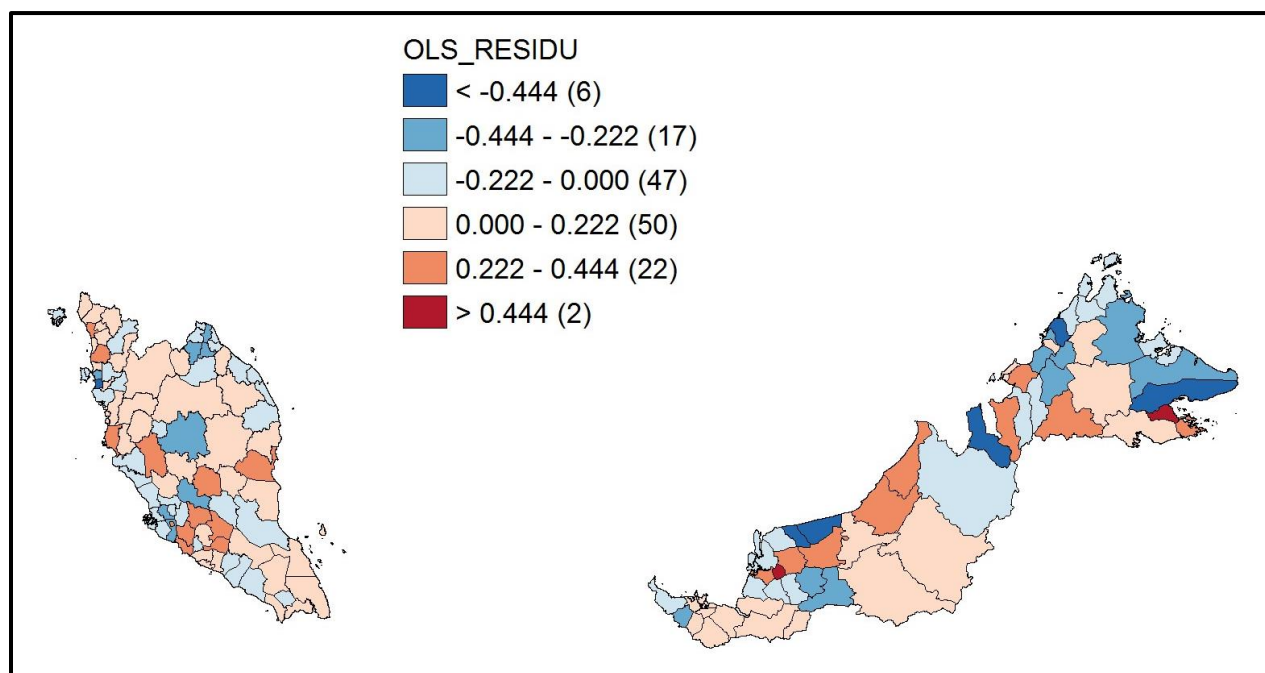 OLS_RESIDU
< -0.444 (6)
-0.444 - -0.222 (17)
-0.222 - 0.000 (47)
0.000 - 0.222 (50)
0.222 - 0.444 (22)
> 0.444 (2)